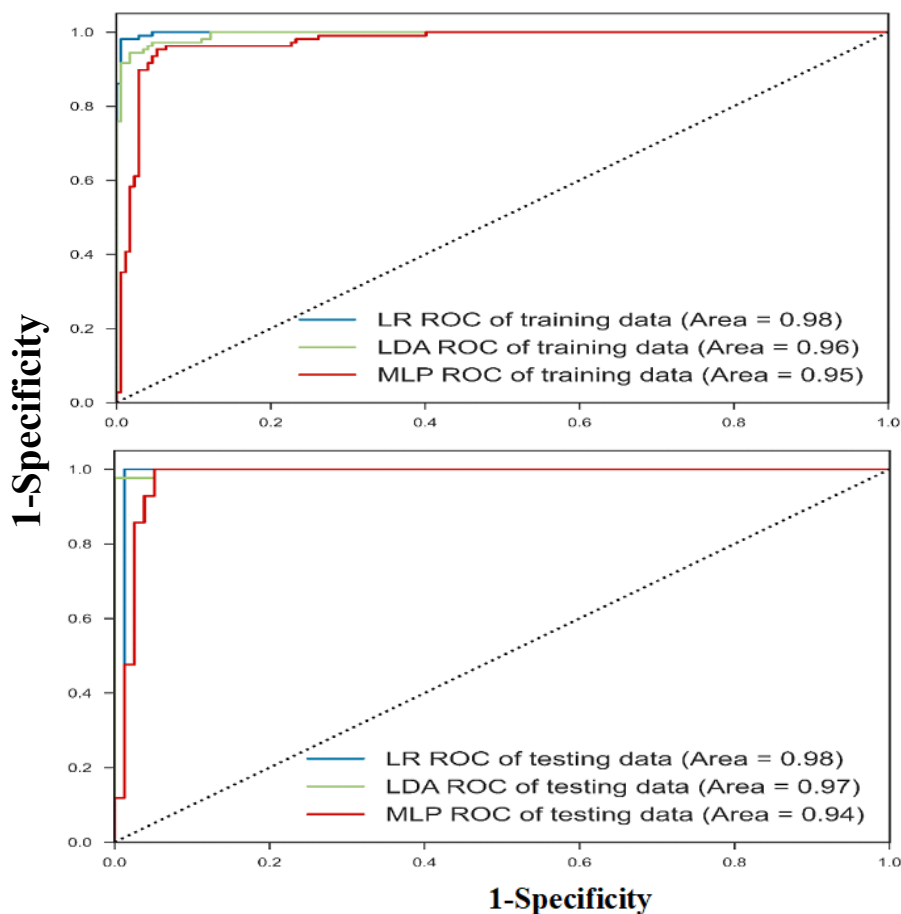 1-Specificity
1.0
0.8
0.6
0.4
0.2
0.0
LR ROC of training data (Area = 0.98)
LDA ROC of training data (Area = 0.96)
MLP ROC of training data (Area = 0.95)
0.0 0.2 0.4 0.6 0.8 1.0
1.0
0.8
0.6
0.4
0.2
0.0
LR ROC of testing data (Area = 0.98)
LDA ROC of testing data (Area = 0.97)
MLP ROC of testing data (Area = 0.94)
0.0 0.2 0.4 0.6 0.8 1.0
1-Specificity